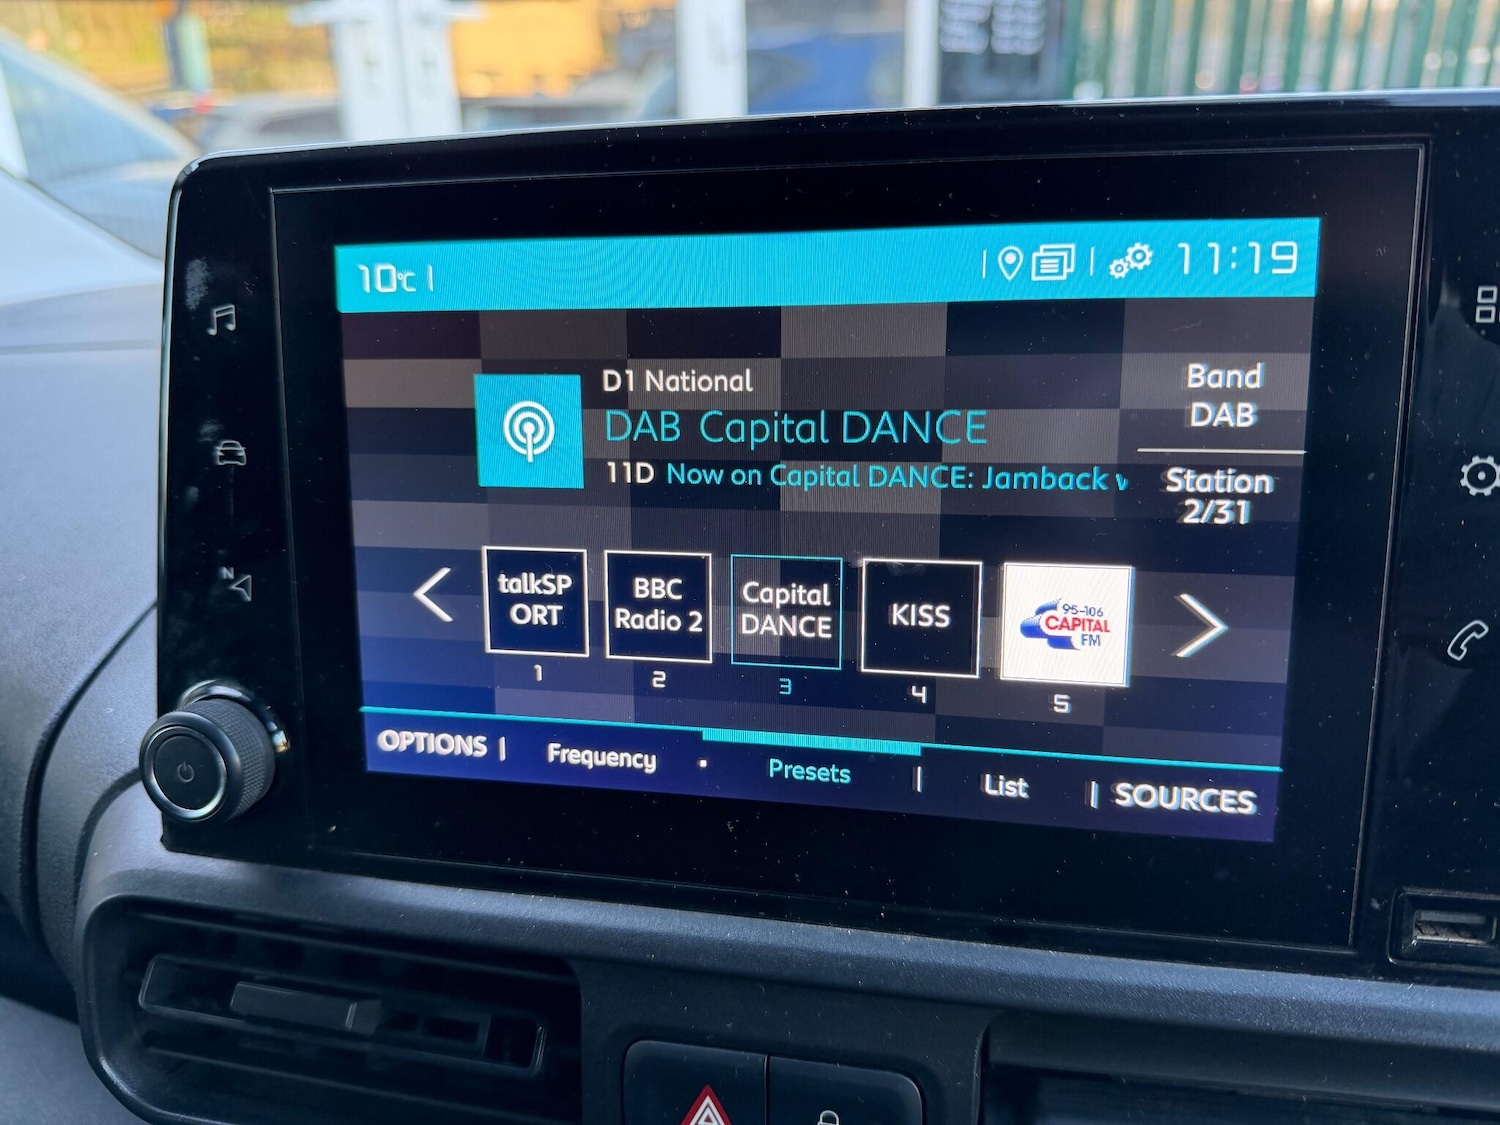 10°C
11:19
D1 National
DAB Capital DANCE
11D Now on Capital DANCE: Jamback
Band
DAB
Station
2/31
talkSP
ORT
BBC
Radio 2
Capital
DANCE
KISS
95-106
CAPITAL
FM
1
2
3
4
5
OPTIONS
Frequency
Presets
List
SOURCES
N